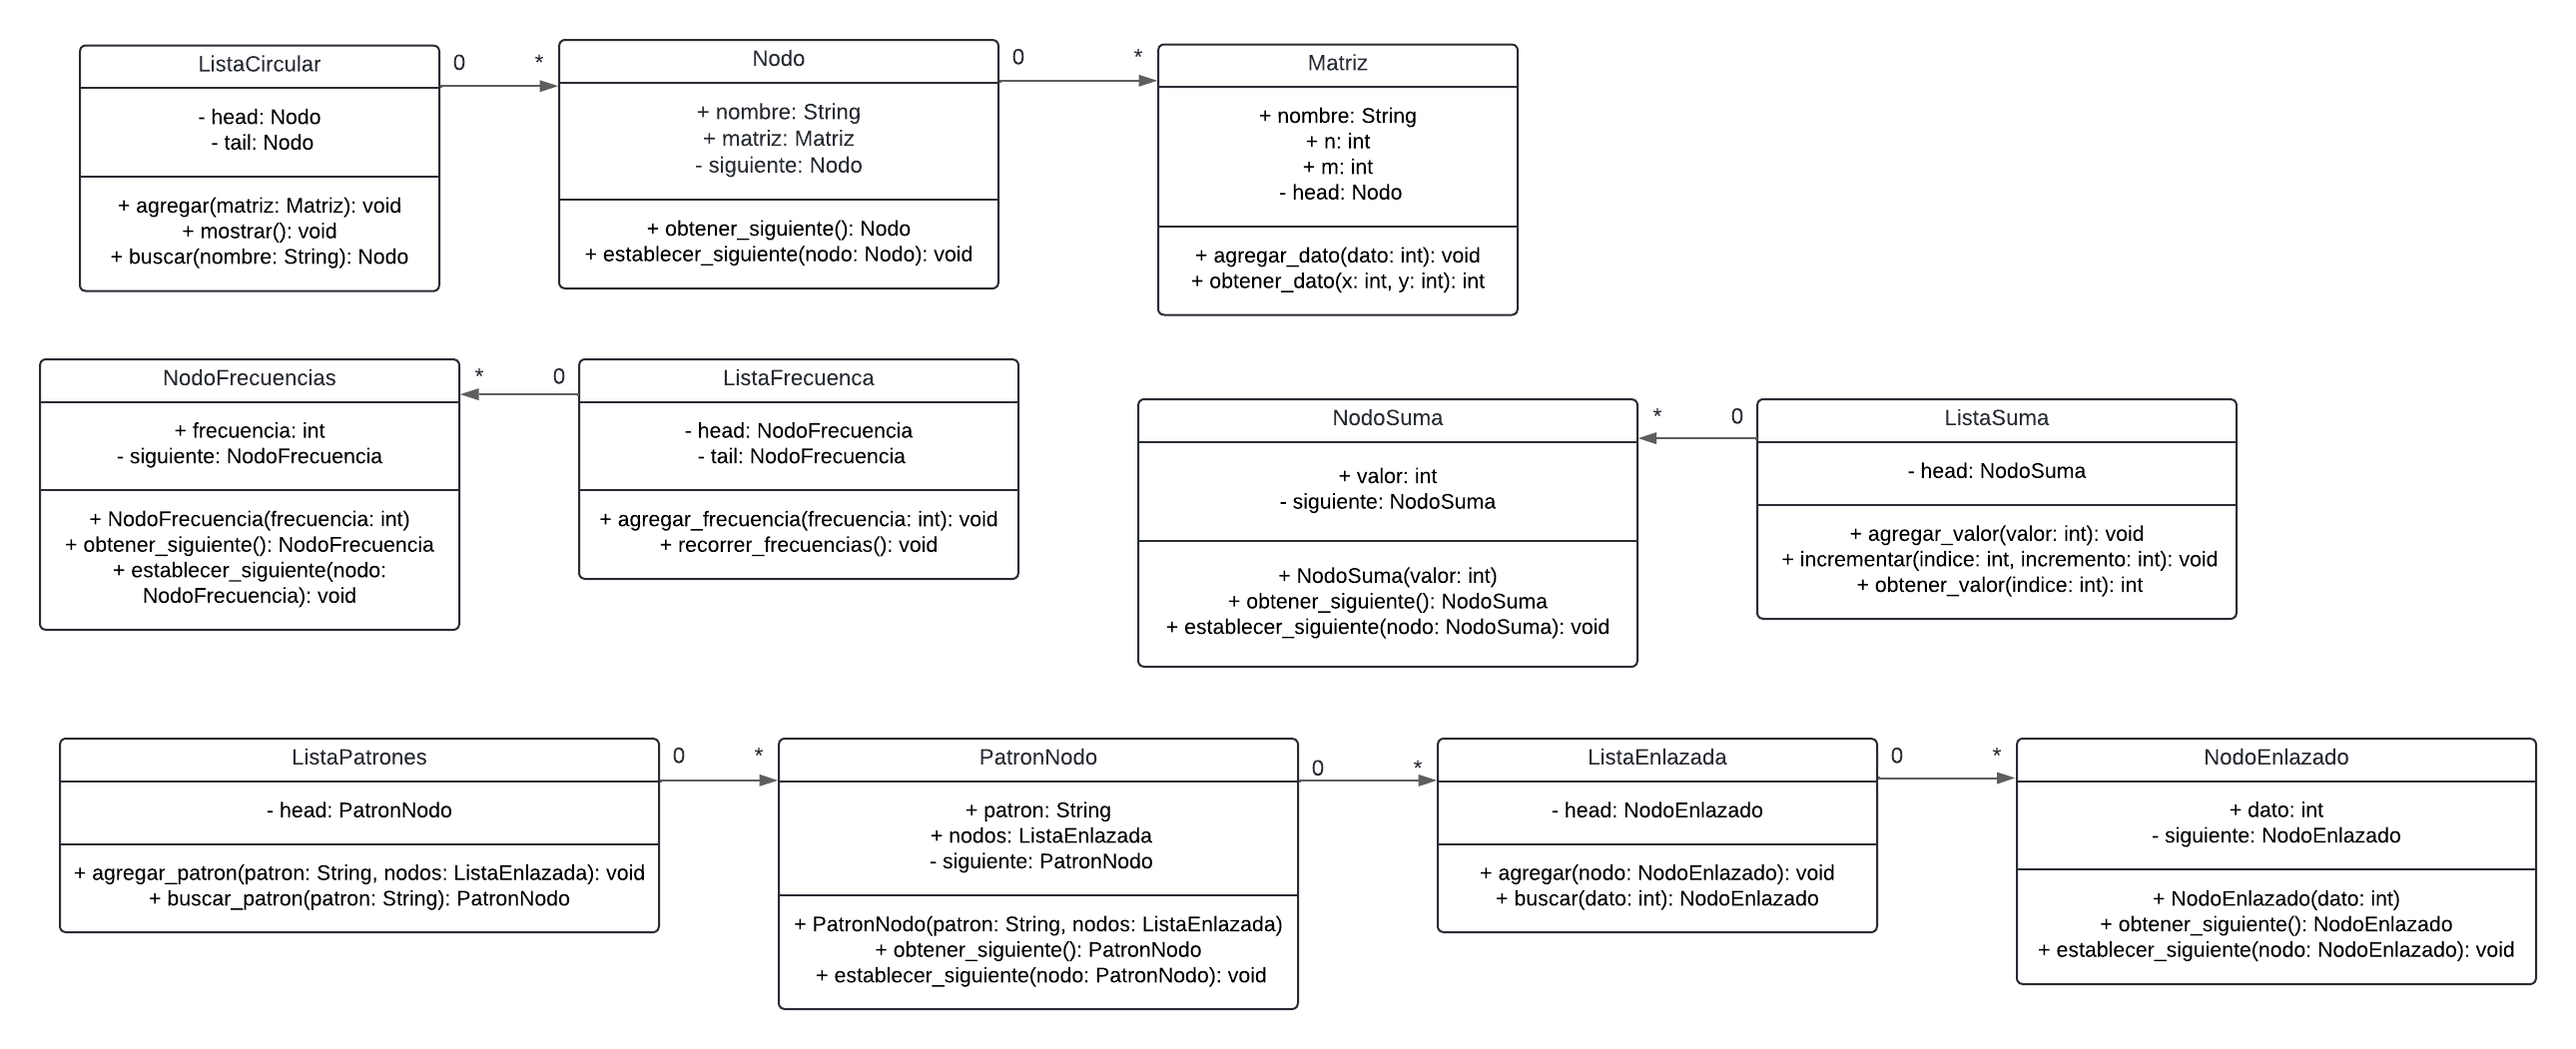 ListaCircular
- head: Nodo
- tail: Nodo
+ agregar(matriz: Matriz): void
+ mostrar(): void
+ buscar(nombre: String): Nodo
0
*
Nodo
+ nombre: String
+ matriz: Matriz
- siguiente: Nodo
+ obtener_siguiente(): Nodo
+ establecer_siguiente(nodo: Nodo): void
0
*
Matriz
+ nombre: String
+ n: int
+ m: int
- head: Nodo
+ agregar_dato(dato: int): void
+ obtener_dato(x: int, y: int): int
NodoFrecuencias
+ frecuencia: int
- siguiente: NodoFrecuencia
+ NodoFrecuencia(frecuencia: int)
+ obtener_siguiente(): NodoFrecuencia
+ establecer_siguiente(nodo:
NodoFrecuencia): void
*
0
ListaFrecuenca
- head: NodoFrecuencia
- tail: NodoFrecuencia
+ agregar_frecuencia(frecuencia: int): void
+ recorrer_frecuencias(): void
NodoSuma
+ valor: int
- siguiente: NodoSuma
+ NodoSuma(valor: int)
+ obtener_siguiente(): NodoSuma
+ establecer_siguiente(nodo: NodoSuma): void
*
0
ListaSuma
- head: NodoSuma
+ agregar_valor(valor: int): void
+ incrementar(indice: int, incremento: int): void
+ obtener_valor(indice: int): int
ListaPatrones
- head: PatronNodo
+ agregar_patron(patron: String, nodos: ListaEnlazada): void
+ buscar_patron(patron: String): PatronNodo
0
*
PatronNodo
+ patron: String
+ nodos: ListaEnlazada
- siguiente: PatronNodo
+ PatronNodo(patron: String, nodos: ListaEnlazada)
+ obtener_siguiente(): PatronNodo
+ establecer_siguiente(nodo: PatronNodo): void
0
*
ListaEnlazada
- head: NodoEnlazado
+ agregar(nodo: NodoEnlazado): void
+ buscar(dato: int): NodoEnlazado
0
*
NodoEnlazado
+ dato: int
- siguiente: NodoEnlazado
+ NodoEnlazado(dato: int)
+ obtener_siguiente(): NodoEnlazado
+ establecer_siguiente(nodo: NodoEnlazado): void